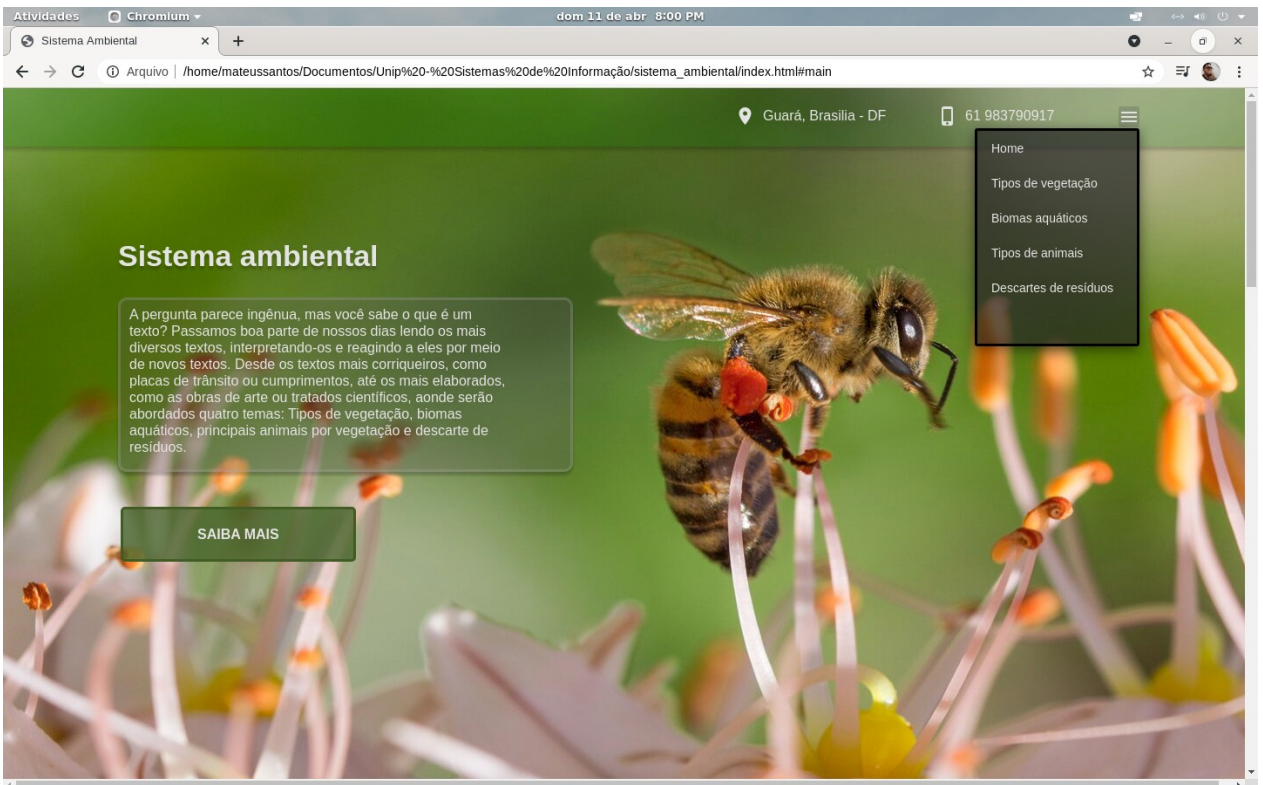 Atividades Chromium dom 11 de abr 8:00 PM
Sistema Ambiental
Arquivo /home/mateussantos/Documentos/Unip%20-%20Sistemas%20de%20Informação/sistema_ambiental/index.html#main
Guará, Brasilia - DF 61 983790917
Home
Tipos de vegetação
Biomas aquáticos
Tipos de animais
Descartes de resíduos
Sistema ambiental
A pergunta parece ingênua, mas você sabe o que é um
texto? Passamos boa parte de nossos dias lendo os mais
diversos textos, interpretando-os e reagindo a eles por meio
de novos textos. Desde os textos mais corriqueiros, como
placas de trânsito ou cumprimentos, até os mais elaborados,
como as obras de arte ou tratados científicos, aonde serão
abordados quatro temas: Tipos de vegetação, biomas
aquáticos, principais animais por vegetação e descarte de
resíduos.
SAIBA MAIS